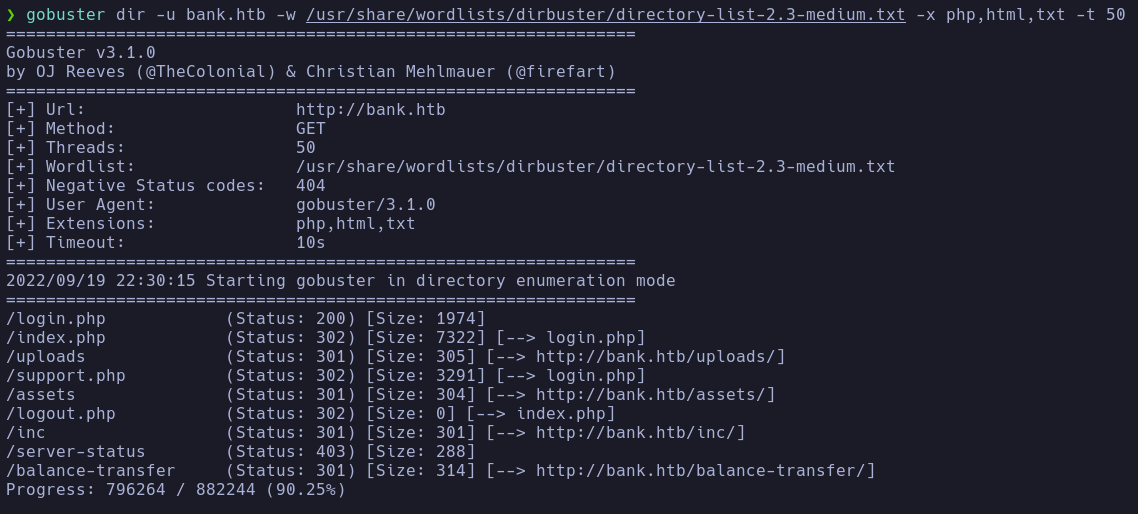 ❯ gobuster dir -u bank.htb -w /usr/share/wordlists/dirbuster/directory-list-2.3-medium.txt -x php,html,txt -t 50
===============================================================
Gobuster v3.1.0
by OJ Reeves (@TheColonial) & Christian Mehlmauer (@firefart)
===============================================================
[+] Url:                     http://bank.htb
[+] Method:                  GET
[+] Threads:                 50
[+] Wordlist:                /usr/share/wordlists/dirbuster/directory-list-2.3-medium.txt
[+] Negative Status codes:   404
[+] User Agent:              gobuster/3.1.0
[+] Extensions:              php,html,txt
[+] Timeout:                 10s
===============================================================
2022/09/19 22:30:15 Starting gobuster in directory enumeration mode
===============================================================
/login.php            (Status: 200) [Size: 1974]
/index.php            (Status: 302) [Size: 7322] [--> login.php]
/uploads              (Status: 301) [Size: 305] [--> http://bank.htb/uploads/]
/support.php          (Status: 302) [Size: 3291] [--> login.php]
/assets               (Status: 301) [Size: 304] [--> http://bank.htb/assets/]
/logout.php           (Status: 302) [Size: 0] [--> index.php]
/inc                  (Status: 301) [Size: 301] [--> http://bank.htb/inc/]
/server-status        (Status: 403) [Size: 288]
/balance-transfer     (Status: 301) [Size: 314] [--> http://bank.htb/balance-transfer/]
Progress: 796264 / 882244 (90.25%)